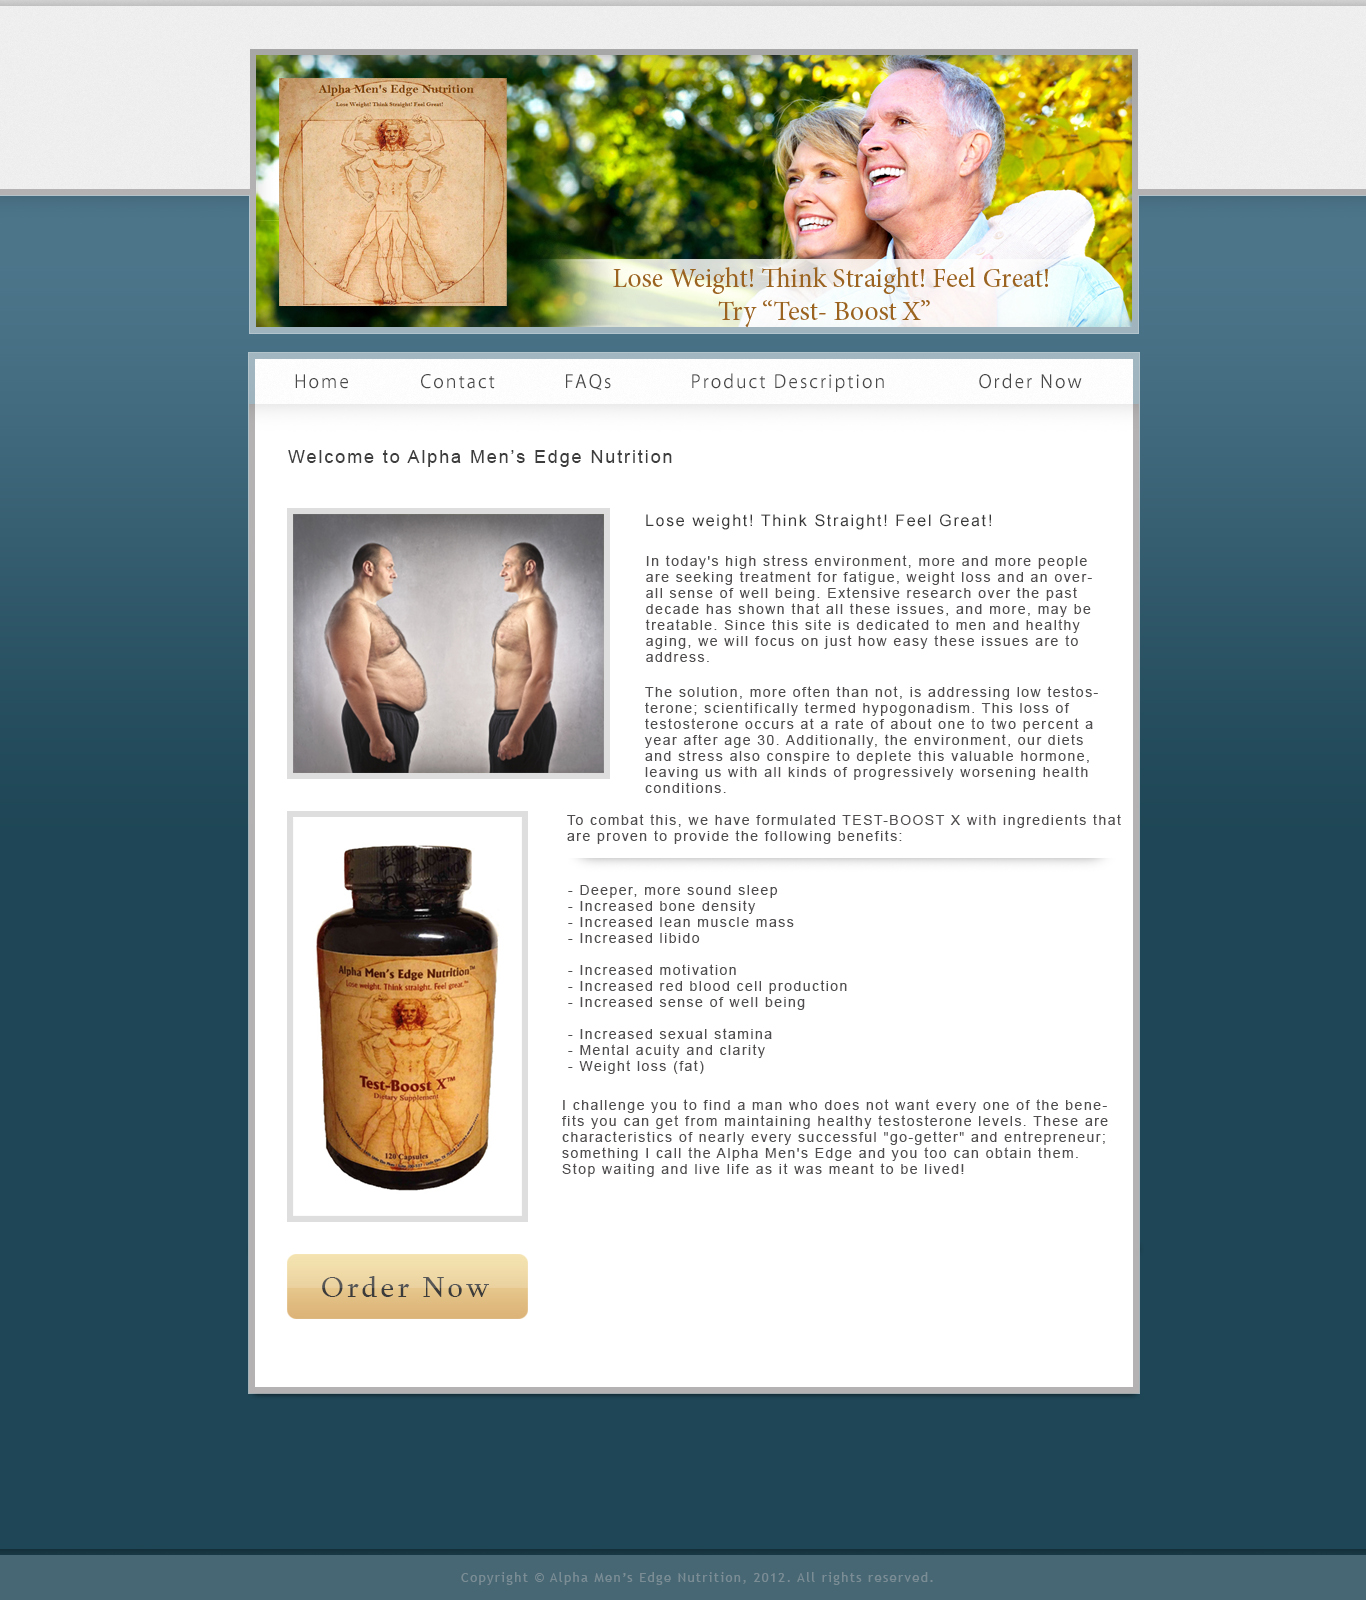 Alpha Men's Edge Nutrition
Lose Weight! Think Straight! Feel Great!
Lose Weight! Think Straight! Feel Great!
Try “Test- Boost X”
Home Contact FAQs Product Description Order Now
Welcome to Alpha Men’s Edge Nutrition
Lose weight! Think Straight! Feel Great!
In today's high stress environment, more and more people
are seeking treatment for fatigue, weight loss and an over-
all sense of well being. Extensive research over the past
decade has shown that all these issues, and more, may be
treatable. Since this site is dedicated to men and healthy
aging, we will focus on just how easy these issues are to
address.
The solution, more often than not, is addressing low testos-
terone; scientifically termed hypogonadism. This loss of
testosterone occurs at a rate of about one to two percent a
year after age 30. Additionally, the environment, our diets
and stress also conspire to deplete this valuable hormone,
leaving us with all kinds of progressively worsening health
conditions.
Alpha Men's Edge Nutrition™
Lose weight. Think straight. Feel great.™
Test-Boost X™
Dietary Supplement
120 Capsules
To combat this, we have formulated TEST-BOOST X with ingredients that
are proven to provide the following benefits:
- Deeper, more sound sleep
- Increased bone density
- Increased lean muscle mass
- Increased libido
- Increased motivation
- Increased red blood cell production
- Increased sense of well being
- Increased sexual stamina
- Mental acuity and clarity
- Weight loss (fat)
I challenge you to find a man who does not want every one of the bene-
fits you can get from maintaining healthy testosterone levels. These are
characteristics of nearly every successful "go-getter" and entrepreneur;
something I call the Alpha Men's Edge and you too can obtain them.
Stop waiting and live life as it was meant to be lived!
Order Now
Copyright © Alpha Men’s Edge Nutrition, 2012. All rights reserved.